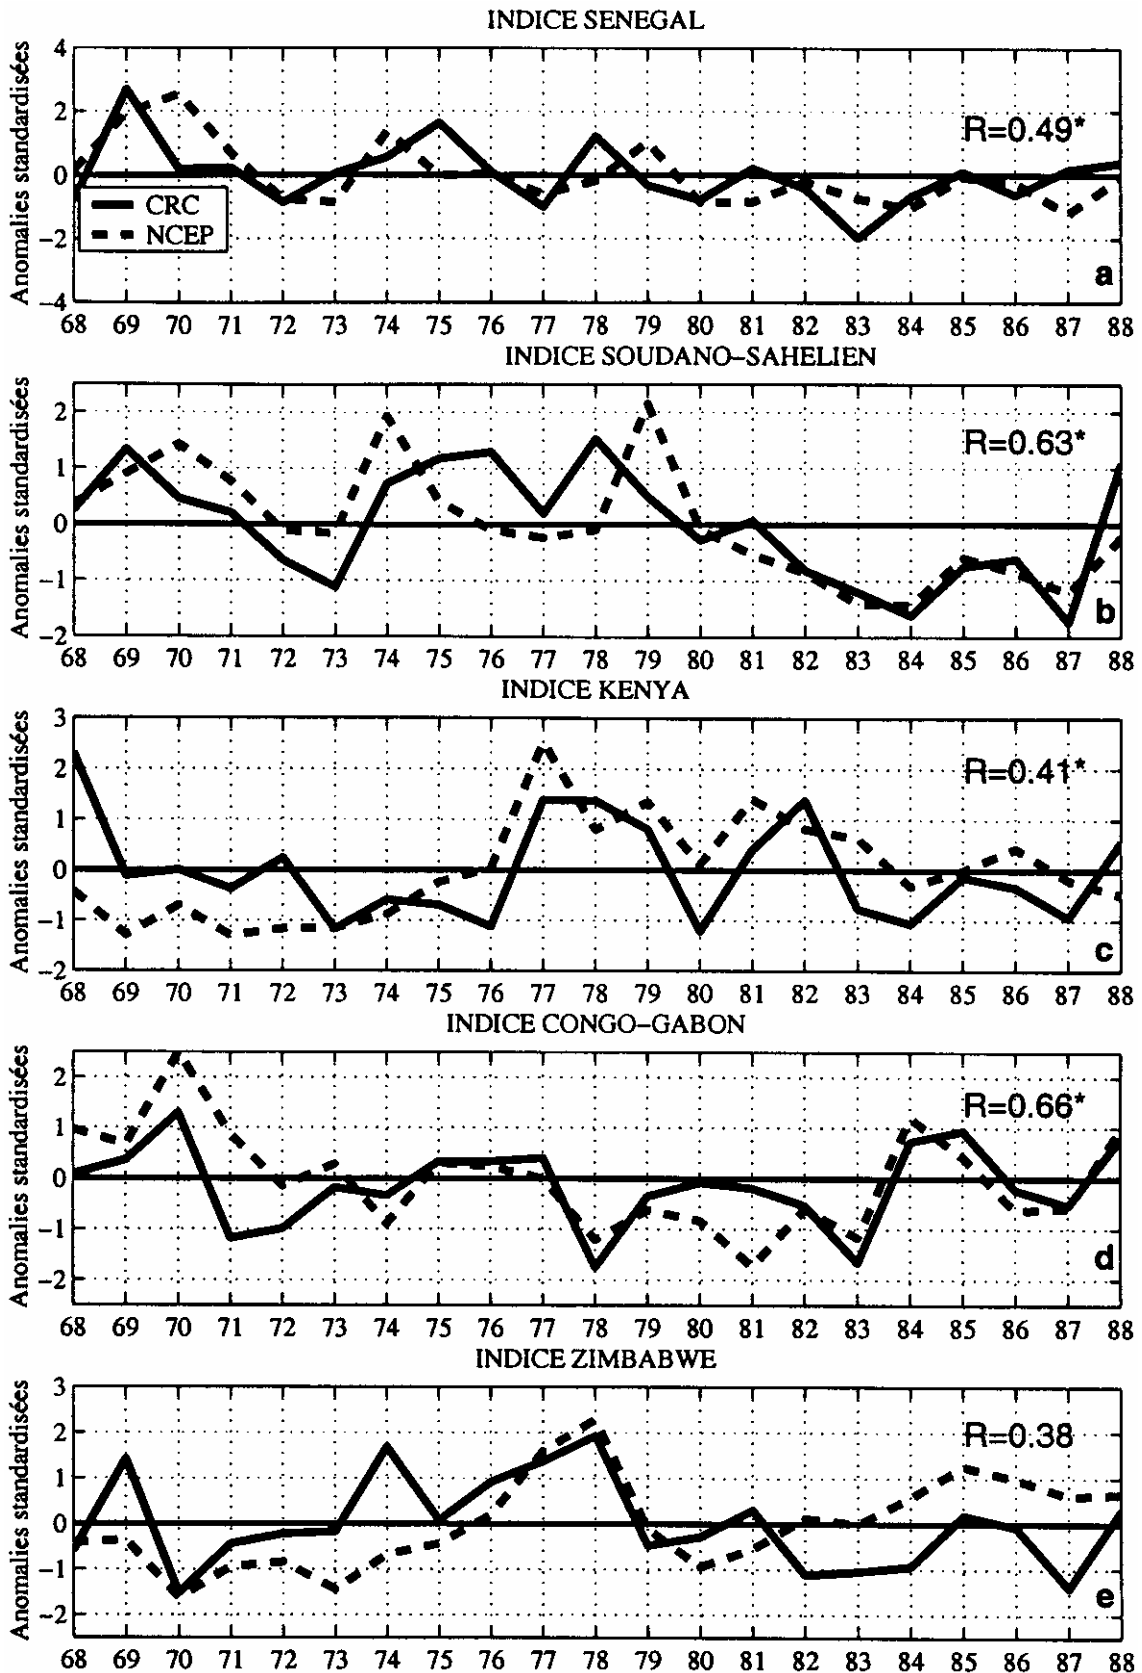 INDICE SENEGAL
Anomalies standardisées
4
2
0
−2
−4
R=0.49*
CRC
NCEP
a
68 69 70 71 72 73 74 75 76 77 78 79 80 81 82 83 84 85 86 87 88
INDICE SOUDANO−SAHELIEN
Anomalies standardisées
2
1
0
−1
−2
R=0.63*
b
68 69 70 71 72 73 74 75 76 77 78 79 80 81 82 83 84 85 86 87 88
INDICE KENYA
Anomalies standardisées
3
2
1
0
−1
−2
R=0.41*
c
68 69 70 71 72 73 74 75 76 77 78 79 80 81 82 83 84 85 86 87 88
INDICE CONGO−GABON
Anomalies standardisées
2
1
0
−1
−2
R=0.66*
d
68 69 70 71 72 73 74 75 76 77 78 79 80 81 82 83 84 85 86 87 88
INDICE ZIMBABWE
Anomalies standardisées
3
2
1
0
−1
−2
R=0.38
e
68 69 70 71 72 73 74 75 76 77 78 79 80 81 82 83 84 85 86 87 88